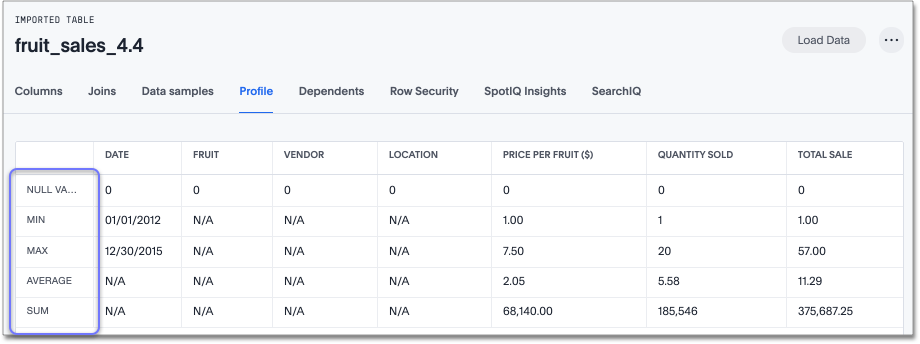 IMPORTED TABLE
fruit_sales_4.4
Load Data ...
Columns Joins Data samples Profile Dependents Row Security SpotIQ Insights SearchIQ
DATE FRUIT VENDOR LOCATION PRICE PER FRUIT ($) QUANTITY SOLD TOTAL SALE
NULL VA... 0 0 0 0 0 0 0
MIN 01/01/2012 N/A N/A N/A 1.00 1 1.00
MAX 12/30/2015 N/A N/A N/A 7.50 20 57.00
AVERAGE N/A N/A N/A N/A 2.05 5.58 11.29
SUM N/A N/A N/A N/A 68,140.00 185,546 375,687.25